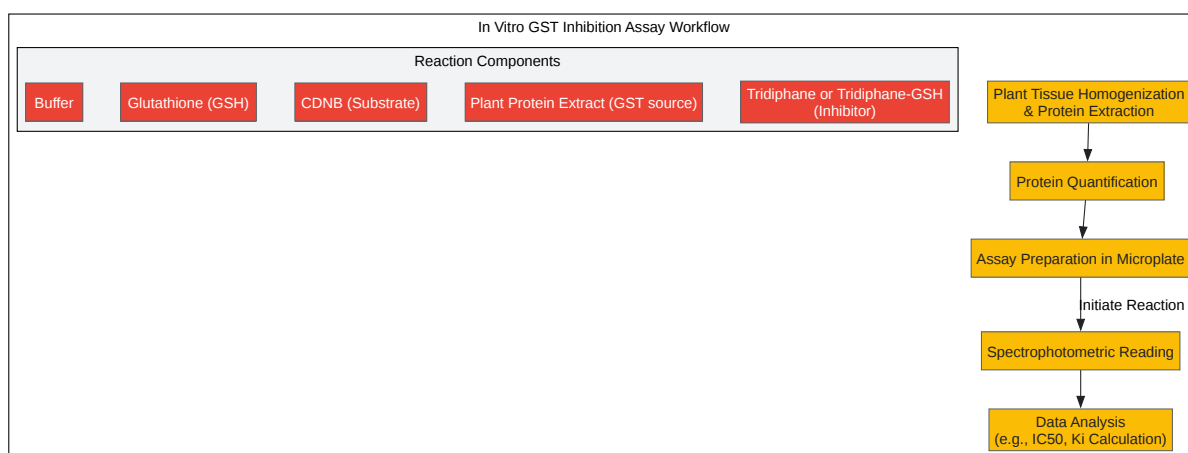 In Vitro GST Inhibition Assay Workflow
Reaction Components
Buffer
Glutathione (GSH)
CDNB (Substrate)
Plant Protein Extract (GST source)
Tridiphane or Tridiphane-GSH
(Inhibitor)
Plant Tissue Homogenization
& Protein Extraction
Protein Quantification
Assay Preparation in Microplate
Initiate Reaction
Spectrophotometric Reading
Data Analysis
(e.g., IC50, Ki Calculation)